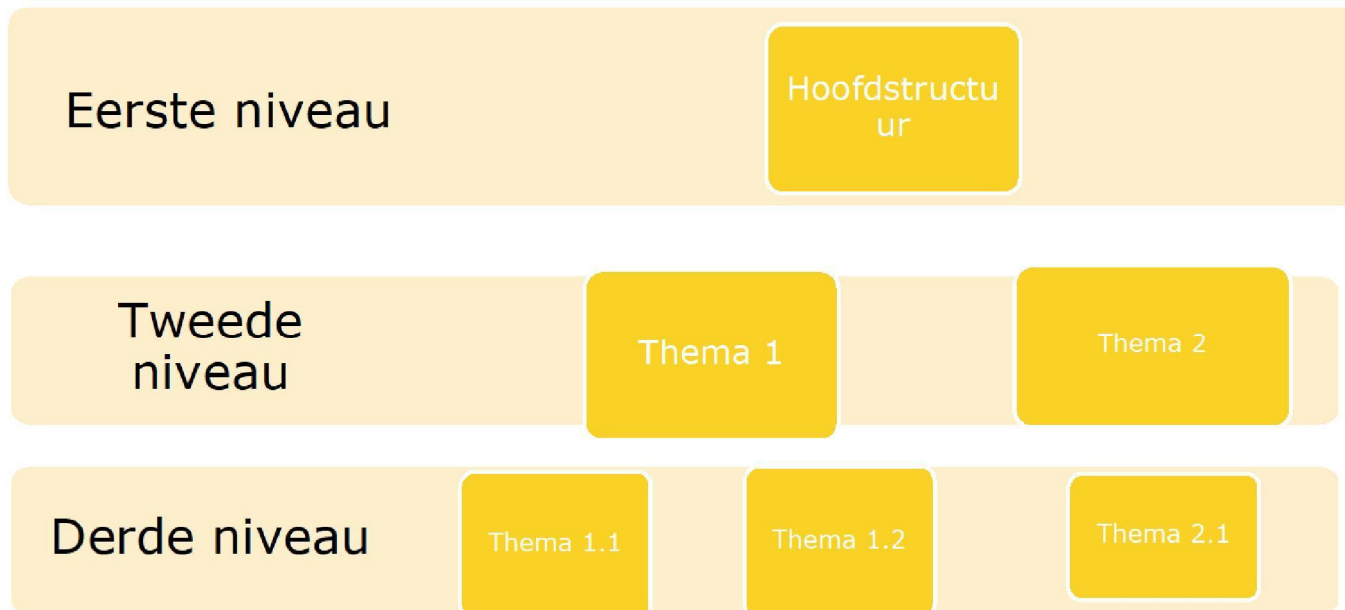 Eerste niveau
Hoofdstructu
ur
Tweede
niveau
Thema 1
Thema 2
Derde niveau
Thema 1.1
Thema 1.2
Thema 2.1